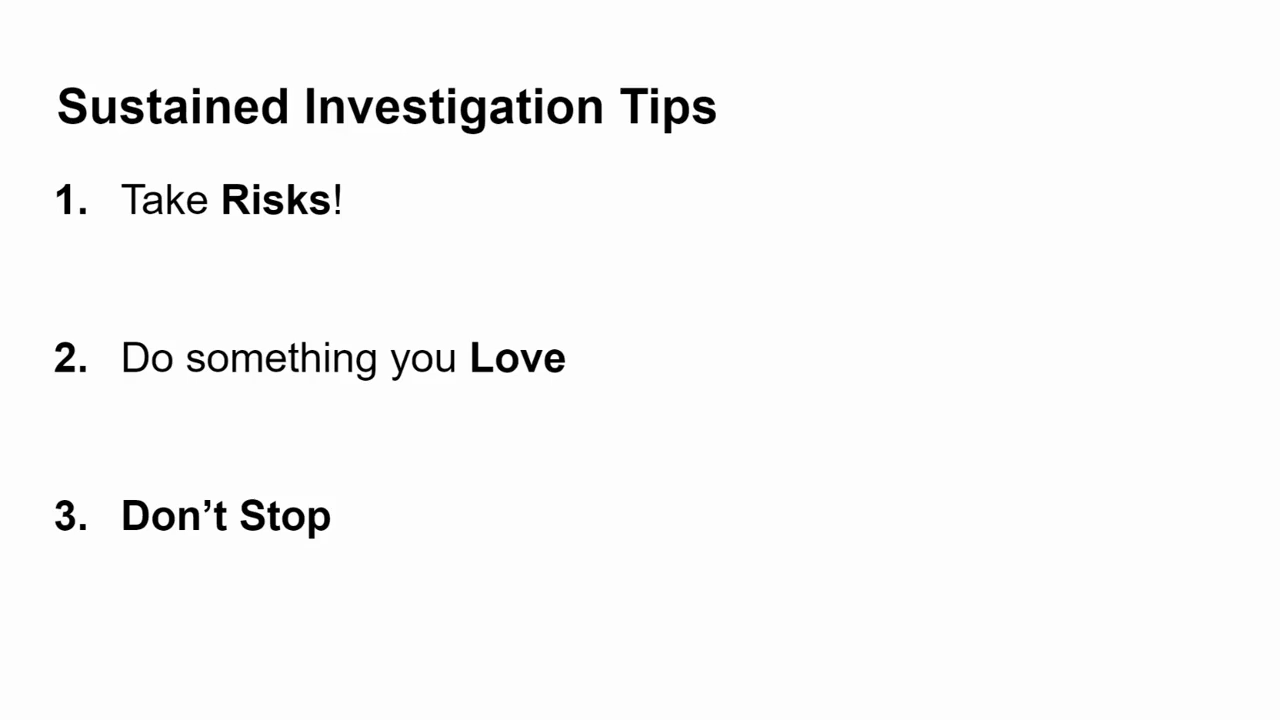 Sustained Investigation Tips
1. Take Risks!
2. Do something you Love
3. Don’t Stop